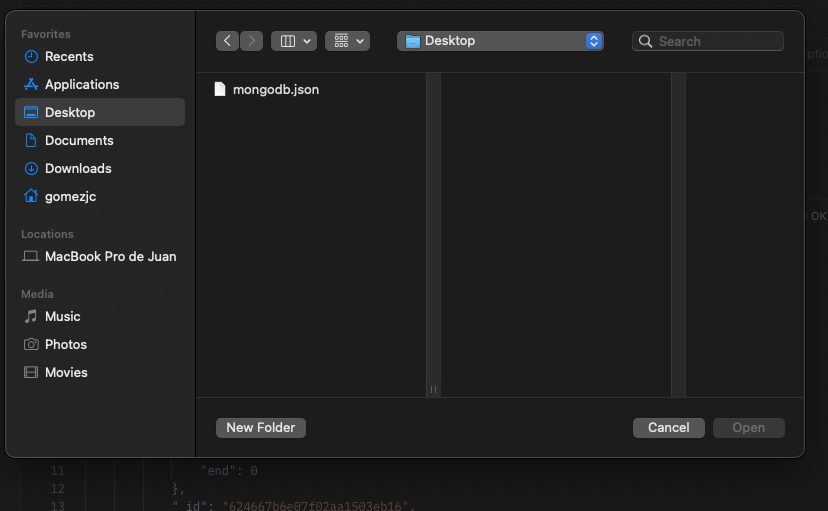 Favorites
Recents
Applications
Desktop
Documents
Downloads
gomezjc
Locations
MacBook Pro de Juan
Media
Music
Photos
Movies
Desktop
Search
mongodb.json
New Folder
Cancel
Open
ptio
OK
11 "end": 0
12 },
13 "_id": "624667b6e07f02aa1503eb16",